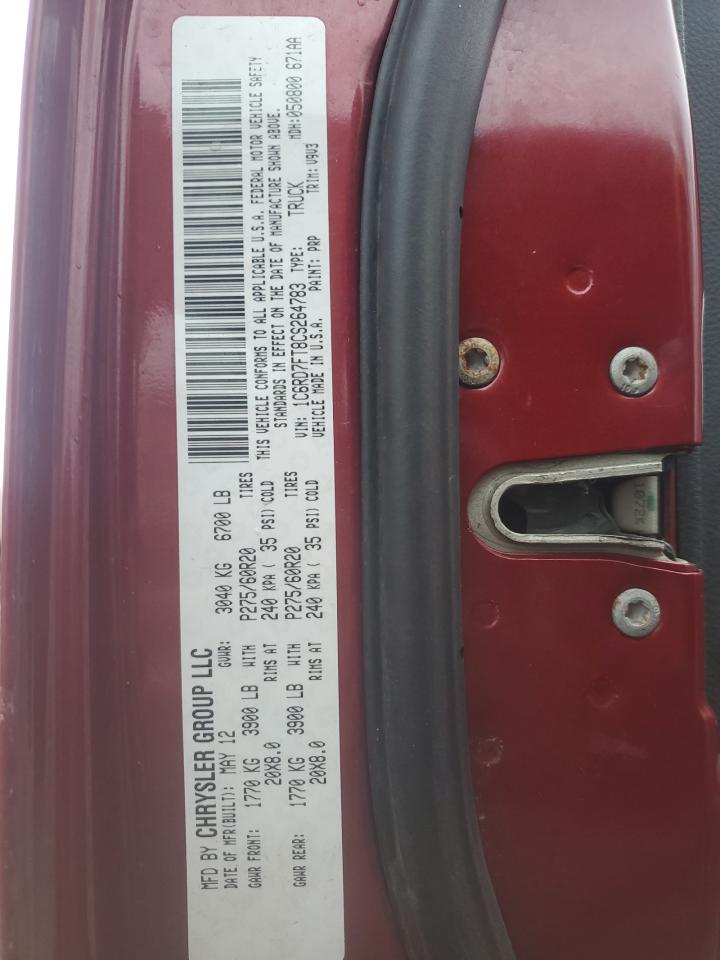 MFD BY CHRYSLER GROUP LLC
DATE OF MFR(BUILT): MAY 12 GVWR: 3040 KG 6700 LB
GAWR FRONT: 1770 KG 3900 LB WITH P275/60R20 TIRES
20X8.0 RIMS AT 240 KPA ( 35 PSI) COLD
GAWR REAR: 1770 KG 3900 LB WITH P275/60R20 TIRES
20X8.0 RIMS AT 240 KPA ( 35 PSI) COLD
THIS VEHICLE CONFORMS TO ALL APPLICABLE U.S.A. FEDERAL MOTOR VEHICLE SAFETY
STANDARDS IN EFFECT ON THE DATE OF MANUFACTURE SHOWN ABOVE.
VIN: 1C6RD7FT8CS264783 TYPE: TRUCK MDH:050800 671AA
VEHICLE MADE IN U.S.A. PAINT: PRP TRIM: V9V3
1072K